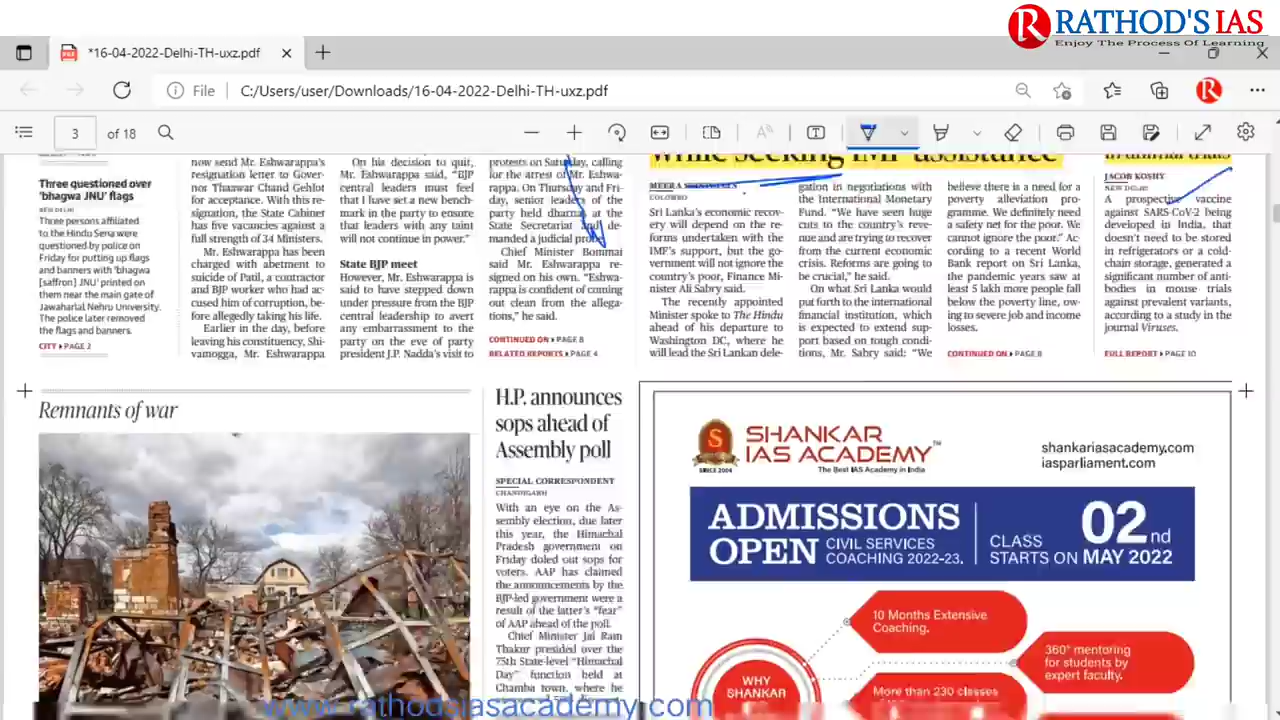 RATHOD'S IAS
Enjoy The Process Of Learning
*16-04-2022-Delhi-TH-uxz.pdf
File
C:/Users/user/Downloads/16-04-2022-Delhi-TH-uxz.pdf
3
of 18
Three questioned over
'bhagwa JNU' flags
NEW DELHI
Three persons affiliated
to the Hindu Sena were
questioned by police on
Friday for putting up flags
and banners with 'bhagwa
[saffron] JNU' printed on
them near the main gate of
Jawaharlal Nehru University.
The police later removed
the flags and banners.
CITY PAGE 2
now send Mr. Eshwarappa's
resignation letter to Gover-
nor Thaawar Chand Gehlot
for acceptance. With this re-
signation, the State Cabinet
has five vacancies against a
full strength of 34 Ministers.
Mr. Eshwarappa has been
charged with abetment to
suicide of Patil, a contractor
and BJP worker who had ac-
cused him of corruption, be-
fore allegedly taking his life.
Earlier in the day, before
leaving his constituency, Shi-
vamogga, Mr. Eshwarappa
On his decision to quit,
Mr. Eshwarappa said, "BJP
central leaders must feel
that I have set a new bench-
mark in the party to ensure
that leaders with any taint
will not continue in power."
State BJP meet
However, Mr. Eshwarappa is
said to have stepped down
under pressure from the BJP
central leadership to avert
any embarrassment to the
party on the eve of party
president J.P. Nadda's visit to
protests on Saturday, calling
for the arrest of Mr. Eshwa-
rappa. On Thursday and Fri-
day, senior leaders of the
party held dharna at the
State Secretariat and de-
manded a judicial probe.
Chief Minister Bommai
said Mr. Eshwarappa re-
signed on his own. "Eshwa-
rappa is confident of coming
out clean from the allega-
tions," he said.
CONTINUED ON PAGE 8
RELATED REPORTS PAGE 4
while seeking IMF assistance
MEERA SRINIVASAN
COLOMBO
Sri Lanka's economic recov-
ery will depend on the re-
forms undertaken with the
IMF's support, but the go-
vernment will not ignore the
country's poor, Finance Mi-
nister Ali Sabry said.
The recently appointed
Minister spoke to The Hindu
ahead of his departure to
Washington DC, where he
will lead the Sri Lankan dele-
gation in negotiations with
the International Monetary
Fund. "We have seen huge
cuts to the country's reve-
nue and are trying to recover
from the current economic
crisis. Reforms are going to
be crucial," he said.
On what Sri Lanka would
put forth to the international
financial institution, which
is expected to extend sup-
port based on tough condi-
tions, Mr. Sabry said: "We
believe there is a need for a
poverty alleviation pro-
gramme. We definitely need
a safety net for the poor. We
cannot ignore the poor." Ac-
cording to a recent World
Bank report on Sri Lanka,
the pandemic years saw at
least 5 lakh more people fall
below the poverty line, ow-
ing to severe job and income
losses.
CONTINUED ON PAGE 8
in animal trials
JACOB KOSHY
NEW DELHI
A prospective vaccine
against SARS-CoV-2 being
developed in India, that
doesn't need to be stored
in refrigerators or a cold-
chain storage, generated a
significant number of anti-
bodies in mouse trials
against prevalent variants,
according to a study in the
journal Viruses.
FULL REPORT PAGE 10
Remnants of war
H.P. announces
sops ahead of
Assembly poll
SPECIAL CORRESPONDENT
CHANDIGARH
With an eye on the As-
sembly election, due later
this year, the Himachal
Pradesh government on
Friday doled out sops for
voters. AAP has claimed
the announcements by the
BJP-led government were a
result of the latter's "fear"
of AAP ahead of the poll.
Chief Minister Jai Ram
Thakur presided over the
75th State-level "Himachal
Day" function held at
Chamba town, where he
S
SINCE 2004
SHANKAR
IAS ACADEMY™
The Best IAS Academy in India
shankariasacademy.com
iasparliament.com
ADMISSIONS
OPEN CIVIL SERVICES
COACHING 2022-23.
CLASS
STARTS ON
02nd
MAY 2022
10 Months Extensive
Coaching.
360° mentoring
for students by
expert faculty.
WHY
SHANKAR
More than 230 classes
www.rathodsiasacademy.com